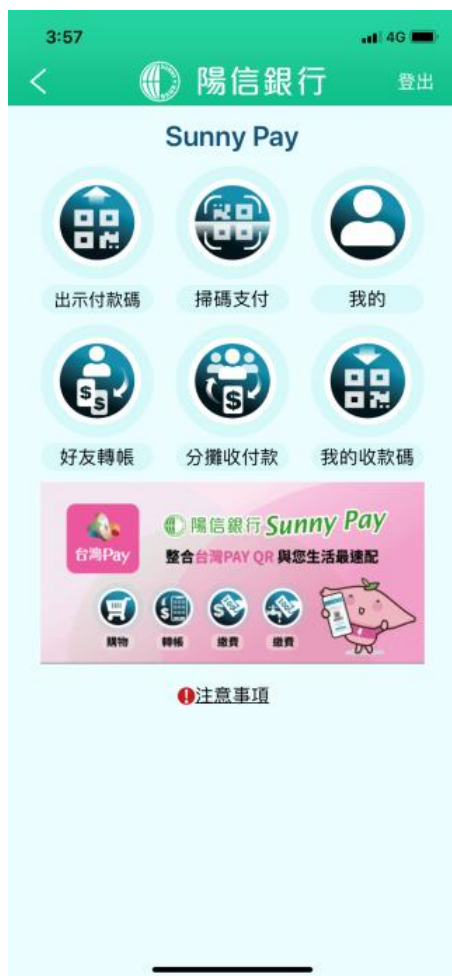 3:57
4G
陽信銀行
登出
Sunny Pay
出示付款碼
掃碼支付
我的
好友轉帳
分攤收付款
我的收款碼
台灣Pay
陽信銀行 Sunny Pay
整合台灣PAY QR 與您生活最速配
購物
轉帳
繳費
繳費
注意事項